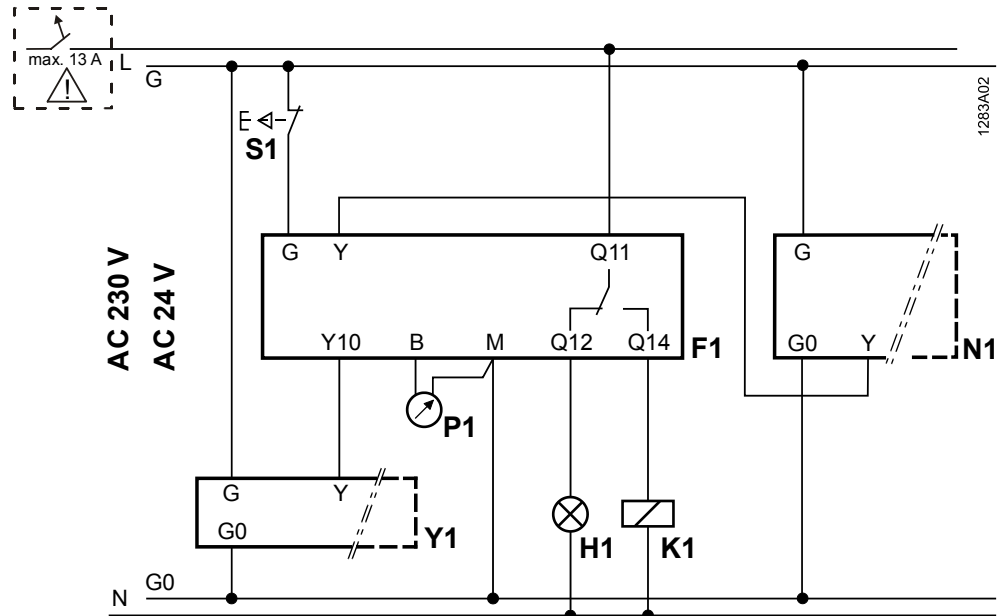 max. 13 A
L
G
1283A02
S1
AC 230 V
AC 24 V
G Y Q11
Y10 B M Q12 Q14
F1
G
G0 Y
N1
P1
G Y
G0
Y1
H1
K1
G0
N